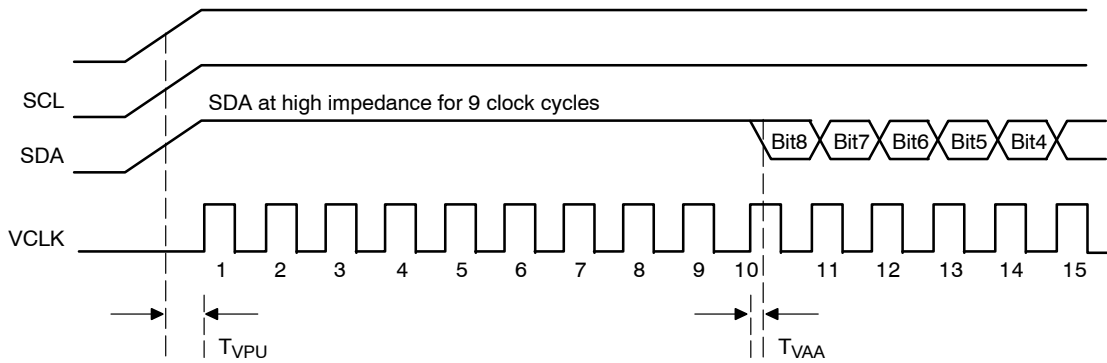 SCL
SDA at high impedance for 9 clock cycles
SDA
Bit8 Bit7 Bit6 Bit5 Bit4
VCLK
1 2 3 4 5 6 7 8 9 10 11 12 13 14 15
TVPU TVAA